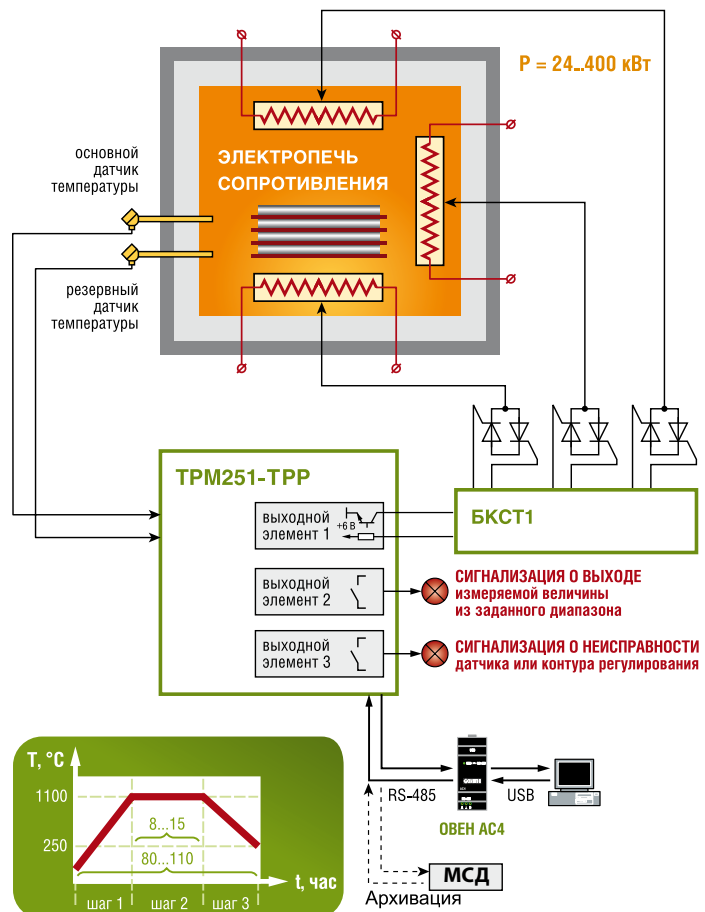 P = 24...400 кВт
основной
датчик
температуры
ЭЛЕКТРОПЕЧЬ
СОПРОТИВЛЕНИЯ
резервный
датчик
температуры
ТРМ251-ТРР
выходной
элемент 1
+6 В
БКСТ1
выходной
элемент 2
СИГНАЛИЗАЦИЯ О ВЫХОДЕ
измеряемой величины
из заданного диапазона
выходной
элемент 3
СИГНАЛИЗАЦИЯ О НЕИСПРАВНОСТИ
датчика или контура регулирования
RS-485
USB
ОВЕН АС4
МСД
Архивация
T, °C
1100
250
8...15
80...110
t, час
шаг 1
шаг 2
шаг 3